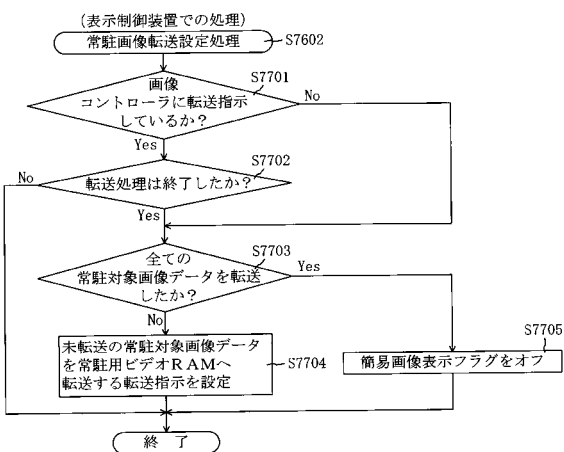 (表示制御装置での処理)
常駐画像転送設定処理
S7602
S7701
画像
コントローラに転送指示
しているか?
No
Yes
S7702
No
転送処理は終了したか?
Yes
S7703
全ての
常駐対象画像データを転送
したか?
Yes
No
未転送の常駐対象画像データ
を常駐用ビデオRAMへ
転送する転送指示を設定
S7704
S7705
簡易画像表示フラグをオフ
終 了